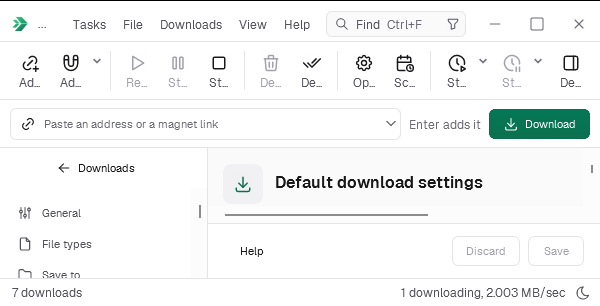 ... Tasks File Downloads View Help Find Ctrl+F
Ad... Ad... Re... St... St... De... De... Op... Sc... St... St... De...
Paste an address or a magnet link Enter adds it Download
Downloads
Default download settings
General
File types
Help Discard Save
Save to
7 downloads 1 downloading, 2.003 MB/sec